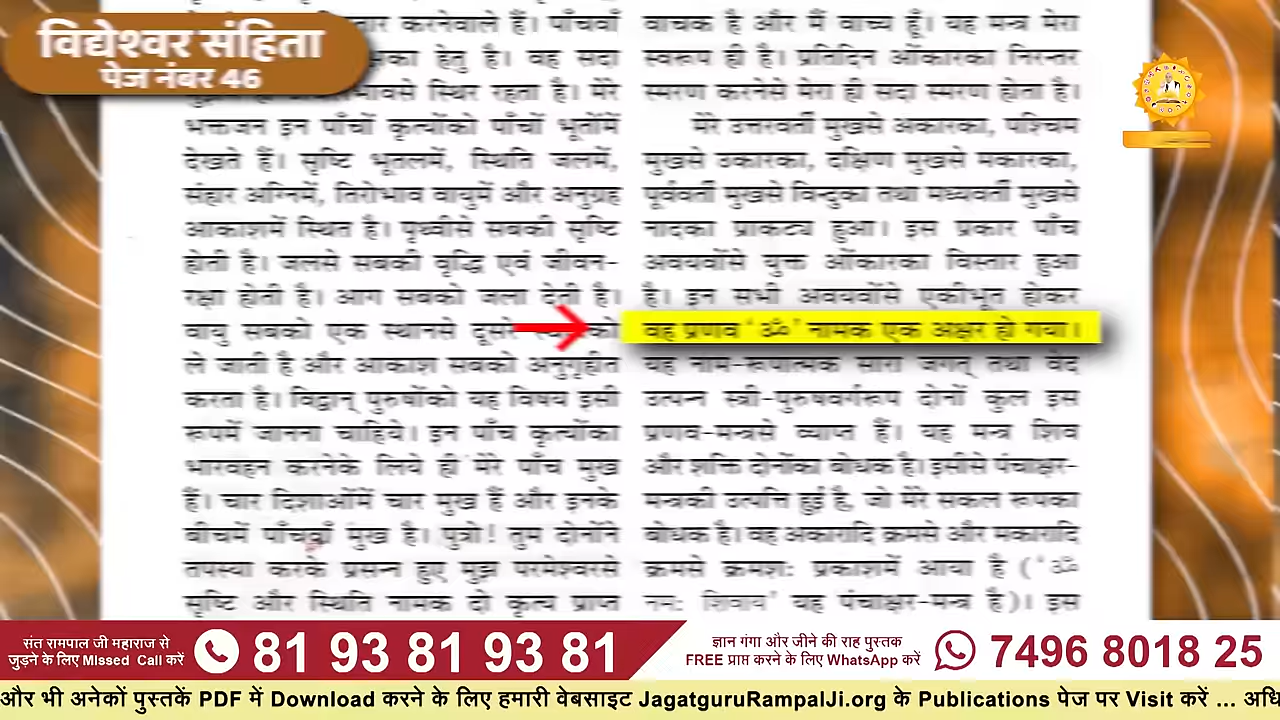 विद्येश्वर संहिता
पेज नंबर 46
करनेवाले हैं। पाँचवाँ
हेतु है। वह सदा
स्थिर रहता है। मेरे
भक्तजन इन पाँचों कृत्योंको पाँचों भूतोंमें
देखते हैं। सृष्टि भूतलमें, स्थिति जलमें,
संहार अग्निमें, तिरोभाव वायुमें और अनुग्रह
आकाशमें स्थित है। पृथ्वीसे सबकी सृष्टि
होती है। जलसे सबकी वृद्धि एवं जीवन-
रक्षा होती है। आग सबको जला देती है।
वायु सबको एक स्थानसे दूसरे को
ले जाती है और आकाश सबको अनुगृहीत
करता है। विद्वान् पुरुषोंको यह विषय इसी
रूपमें जानना चाहिये। इन पाँच कृत्योंका
भारवहन करनेके लिये ही मेरे पाँच मुख
हैं। चार दिशाओंमें चार मुख हैं और इनके
बीचमें पाँचवाँ मुख है। पुत्रो! तुम दोनोंने
तपस्या करके प्रसन्न हुए मुझ परमेश्वरसे
सृष्टि और स्थिति नामक दो कृत्य प्राप्त
वाचक है और मैं वाच्य हूँ। यह मन्त्र मेरा
स्वरूप ही है। प्रतिदिन ओंकारका निरन्तर
स्मरण करनेसे मेरा ही सदा स्मरण होता है।
मेरे उत्तरवर्ती मुखसे अकारका, पश्चिम
मुखसे उकारका, दक्षिण मुखसे मकारका,
पूर्ववर्ती मुखसे विन्दुका तथा मध्यवर्ती मुखसे
नादका प्राकट्य हुआ। इस प्रकार पाँच
अवयवोंसे युक्त ओंकारका विस्तार हुआ
है। इन सभी अवयवोंसे एकीभूत होकर
वह प्रणव 'ॐ' नामक एक अक्षर हो गया।
यह नाम-रूपात्मक सारा जगत् तथा वेद
उत्पन्न स्त्री-पुरुषवर्गरूप दोनों कुल इस
प्रणव-मन्त्रसे व्याप्त हैं। यह मन्त्र शिव
और शक्ति दोनोंका बोधक है। इसीसे पंचाक्षर-
मन्त्रकी उत्पत्ति हुई है, जो मेरे सकल रूपका
बोधक है। वह अकारादि क्रमसे और मकारादि
क्रमसे क्रमशः प्रकाशमें आया है ('ॐ
नमः शिवाय' यह पंचाक्षर-मन्त्र है)। इस
संत रामपाल जी महाराज से
जुड़ने के लिए Missed Call करें
81 93 81 93 81
ज्ञान गंगा और जीने की राह पुस्तक
FREE प्राप्त करने के लिए WhatsApp करें
7496 8018 25
और भी अनेकों पुस्तकें PDF में Download करने के लिए हमारी वेबसाइट JagatguruRampalJi.org के Publications पेज पर Visit करें ... अधि